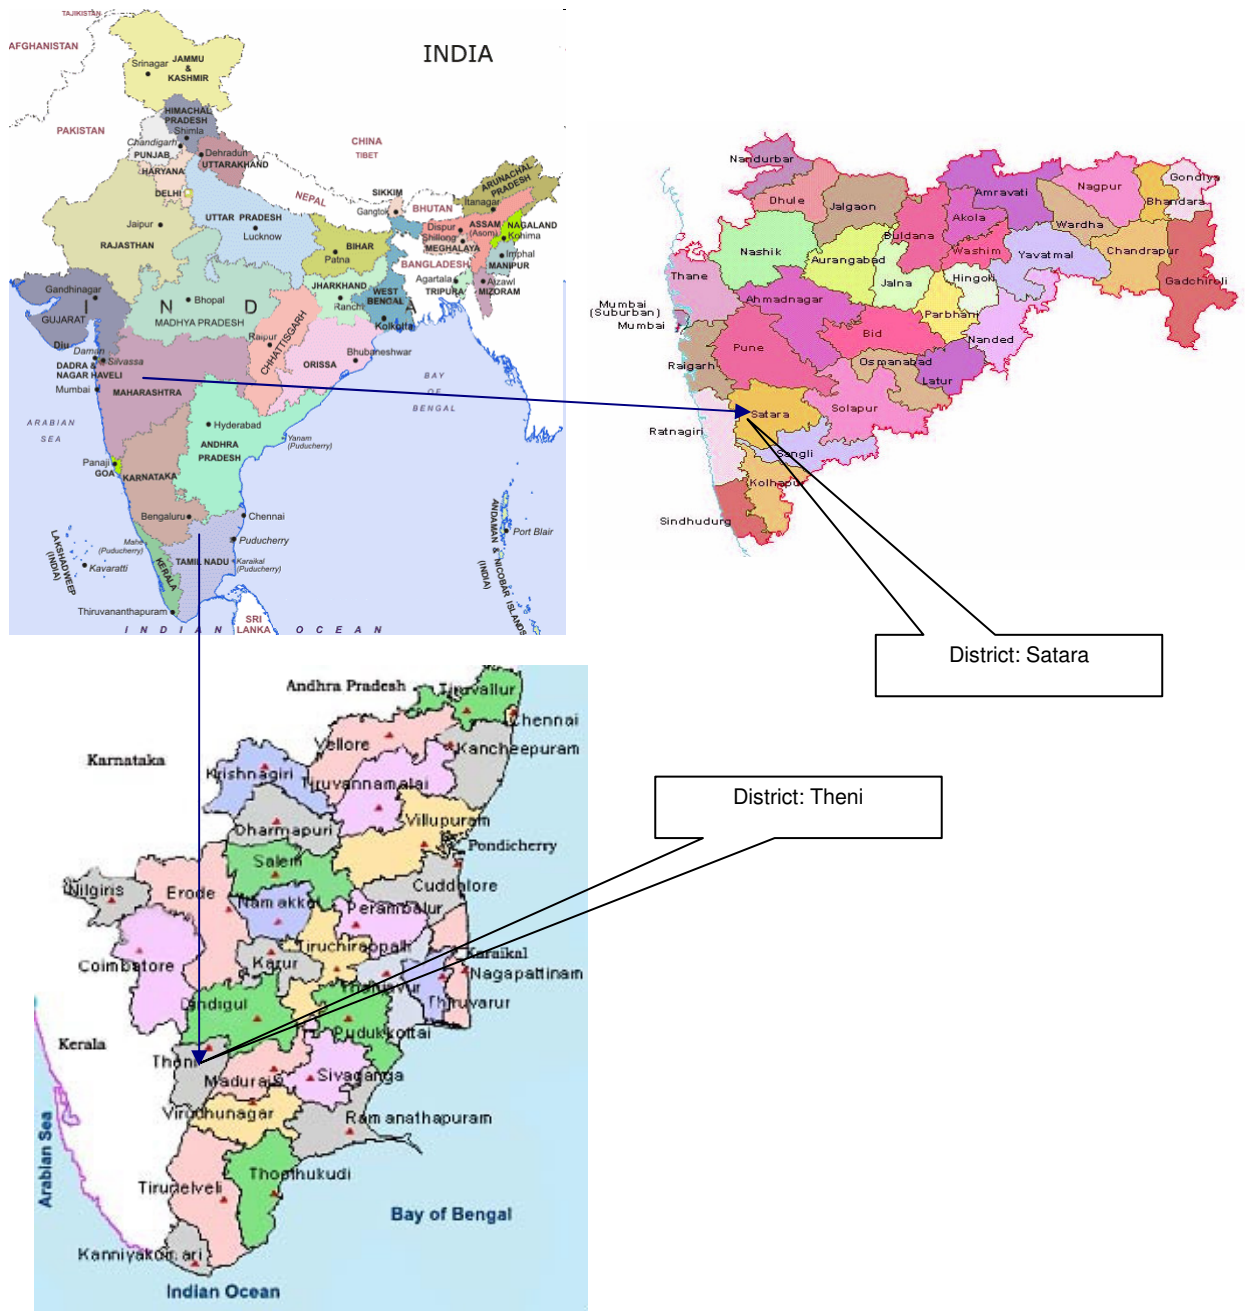 TAJIKISTAN
AFGHANISTAN
INDIA
Srinagar
JAMMU
&
KASHMIR
HIMACHAL
PRADESH
Shimla
PAKISTAN
Chandigarh
PUNJAB
Dehradun
UTTARAKHAND
CHINA
TIBET
HARYANA
DELHI
NEPAL
SIKKIM
Gangtok
BHUTAN
ARUNACHAL
PRADESH
Itanagar
Jaipur
RAJASTHAN
UTTAR PRADESH
Lucknow
BIHAR
Patna
Dispur
Shillong
MEGHALAYA
ASSAM
(Asom)
NAGALAND
Kohima
Imphal
MANIPUR
BANGLADESH
Agartala
TRIPURA
Aizawl
MIZORAM
Gandhinagar
I N D I A
GUJARAT
Bhopal
MADHYA PRADESH
JHARKHAND
Ranchi
WEST
BENGAL
Kolkotta
Diu
Daman
Silvassa
DADRA &
NAGAR HAVELI
Mumbai
MAHARASHTRA
Raipur
CHHATTISGARH
ORISSA
Bhubaneshwar
BAY
OF
BENGAL
ARABIAN
SEA
Hyderabad
ANDHRA
PRADESH
Yanam
(Puducherry)
Panaji
GOA
KARNATAKA
Bengaluru
Chennai
Mahe
(Puducherry)
Puducherry
LAKSHADWEEP
(INDIA)
Kavaratti
KERALA
TAMIL NADU
Karaikal
(Puducherry)
ANDAMAN & NICOBAR ISLANDS
(INDIA)
Port Blair
Thiruvananthapuram
SRI
LANKA
INDIAN OCEAN
Nandurbar
Dhule
Jalgaon
Amravati
Nagpur
Gondiya
Bhandara
Akola
Wardha
Buldana
Washim
Chandrapur
Nashik
Aurangabad
Yavatmal
Thane
Jalna
Hingoli
Gadchiroli
Mumbai
(Suburban)
Mumbai
Ahmadnagar
Parbhani
Bid
Nanded
Pune
Raigarh
Osmanabad
Latur
Satara
Solapur
Ratnagiri
Sangli
Kolhapur
Sindhudurg
District: Satara
Andhra Pradesh
Tiruvallur
Chennai
Vellore
Kancheepuram
Karnataka
Krishnagiri
Tiruvannamalai
Dharmapuri
Villupuram
Pondicherry
Salem
Cuddalore
Nilgiris
Erode
Namakkal
Perambalur
Tiruchirappalli
Karaikal
Coimbatore
Karur
Nagapattinam
Thanjavur
Thiruvarur
Dindigul
Pudukkottai
Kerala
Theni
Madurai
Sivaganga
Virudhunagar
Ramanathapuram
Arabian Sea
Thoothukudi
Tirunelveli
Bay of Bengal
Kanniyakomari
Indian Ocean
District: Theni